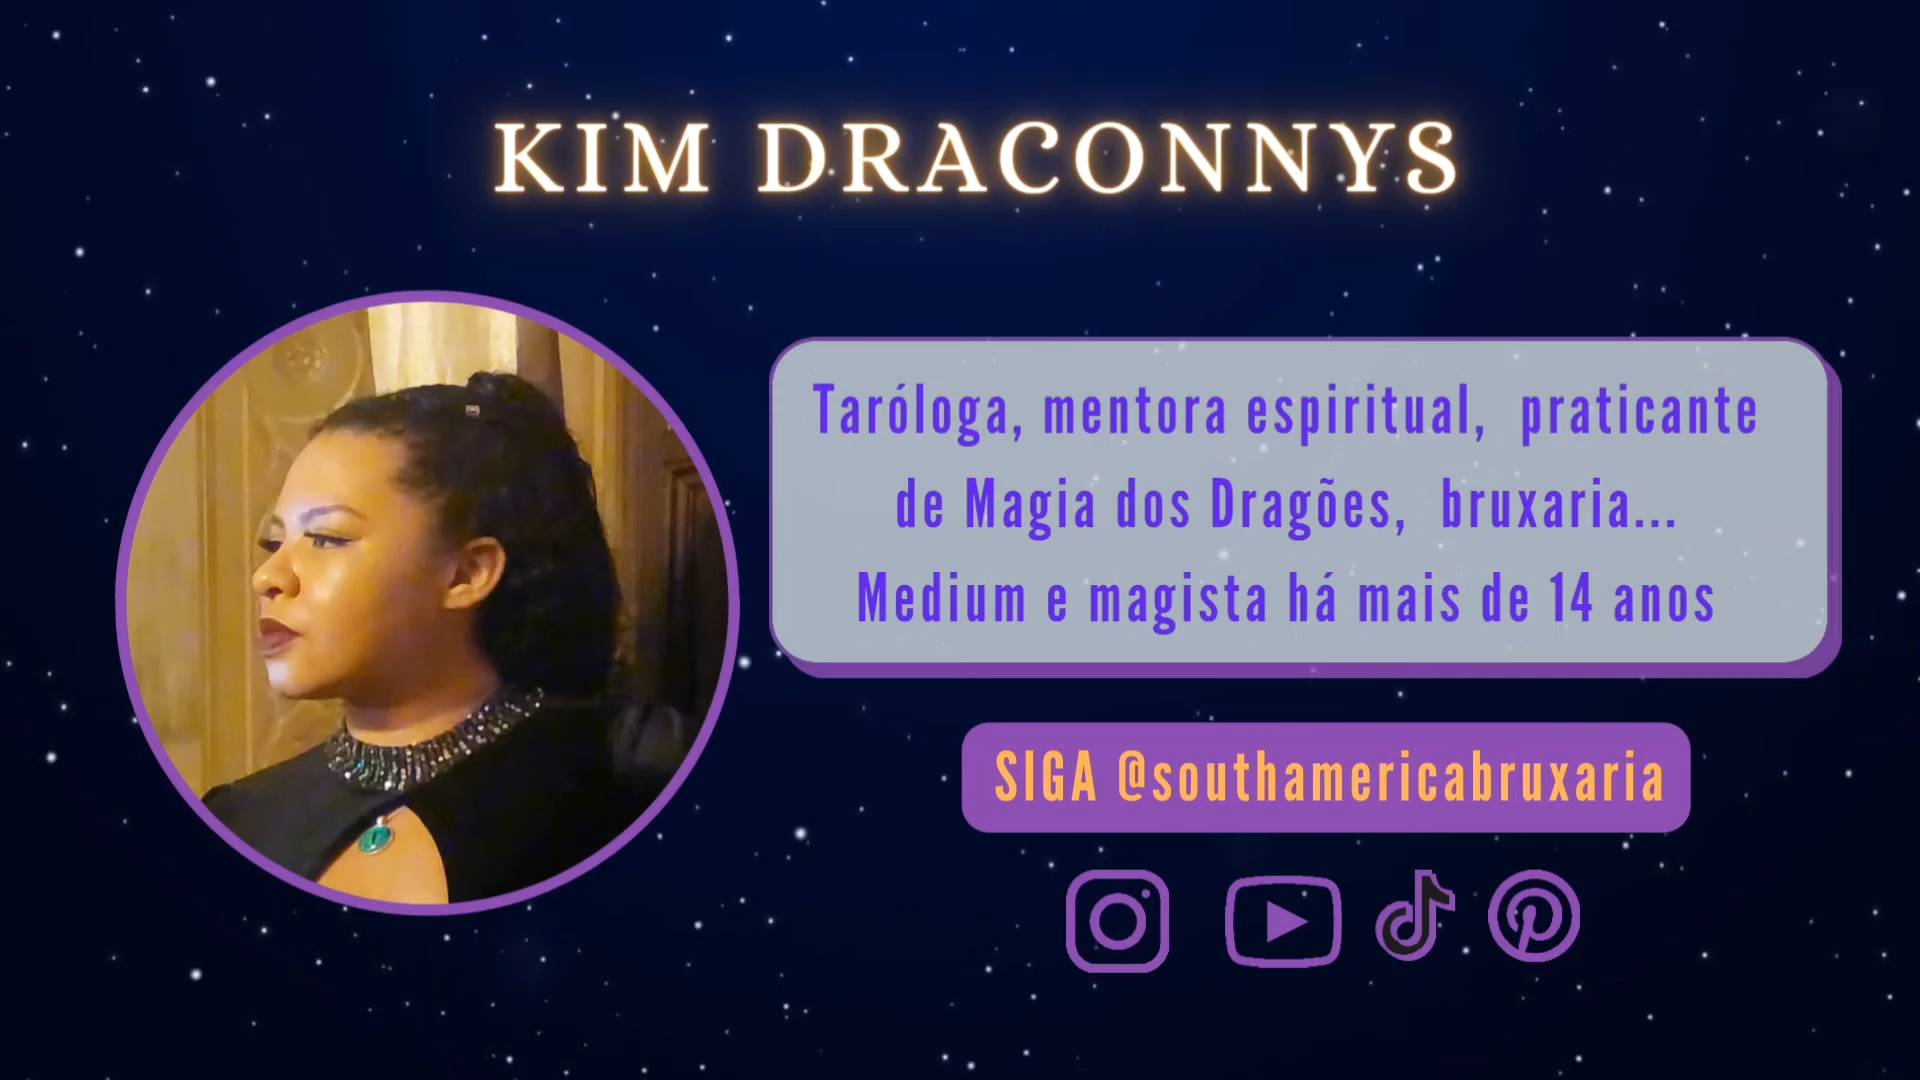 KIM DRACONNYS
Taróloga, mentora espiritual, praticante
de Magia dos Dragões, bruxaria...
Medium e magista há mais de 14 anos
SIGA @southamericabruxaria